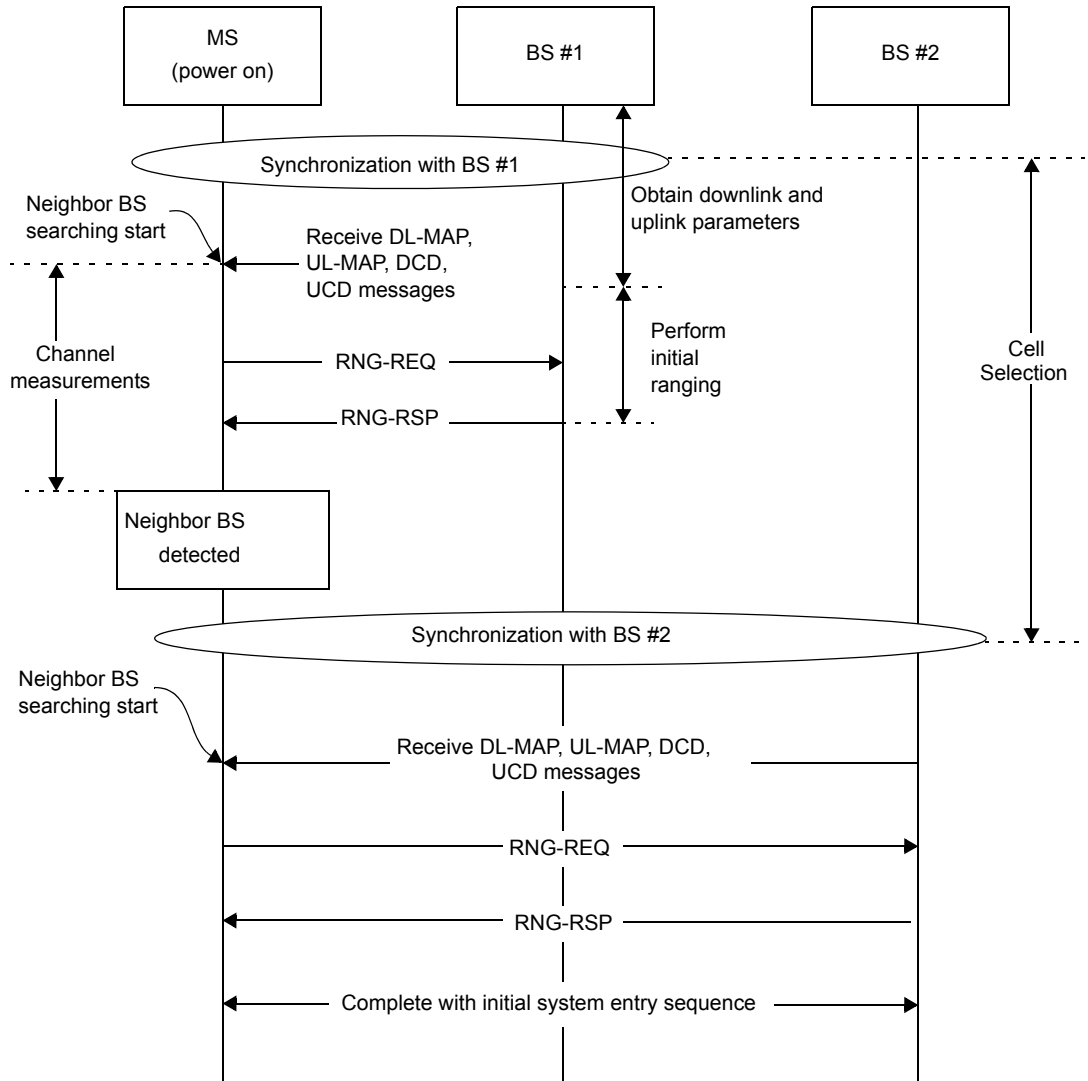 MS
(power on)
BS #1
BS #2
Synchronization with BS #1
Obtain downlink and
uplink parameters
Neighbor BS
searching start
Receive DL-MAP,
UL-MAP, DCD,
UCD messages
Channel
measurements
RNG-REQ
Perform
initial
ranging
Cell
Selection
RNG-RSP
Neighbor BS
detected
Synchronization with BS #2
Neighbor BS
searching start
Receive DL-MAP, UL-MAP, DCD,
UCD messages
RNG-REQ
RNG-RSP
Complete with initial system entry sequence